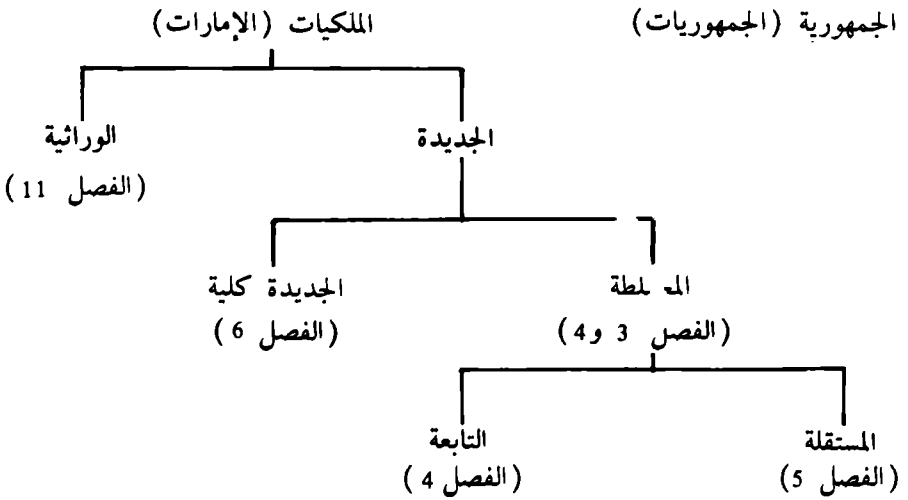 الجمهورية (الجمهوريات)
الملكيات (الإمارات)
الجديدة
الوراثية
(الفصل 11)
لطة
الجديدة كلية
(الفصل 3 و4)
(الفصل 6)
المستقلة
التابعة
(الفصل 5)
(الفصل 4)